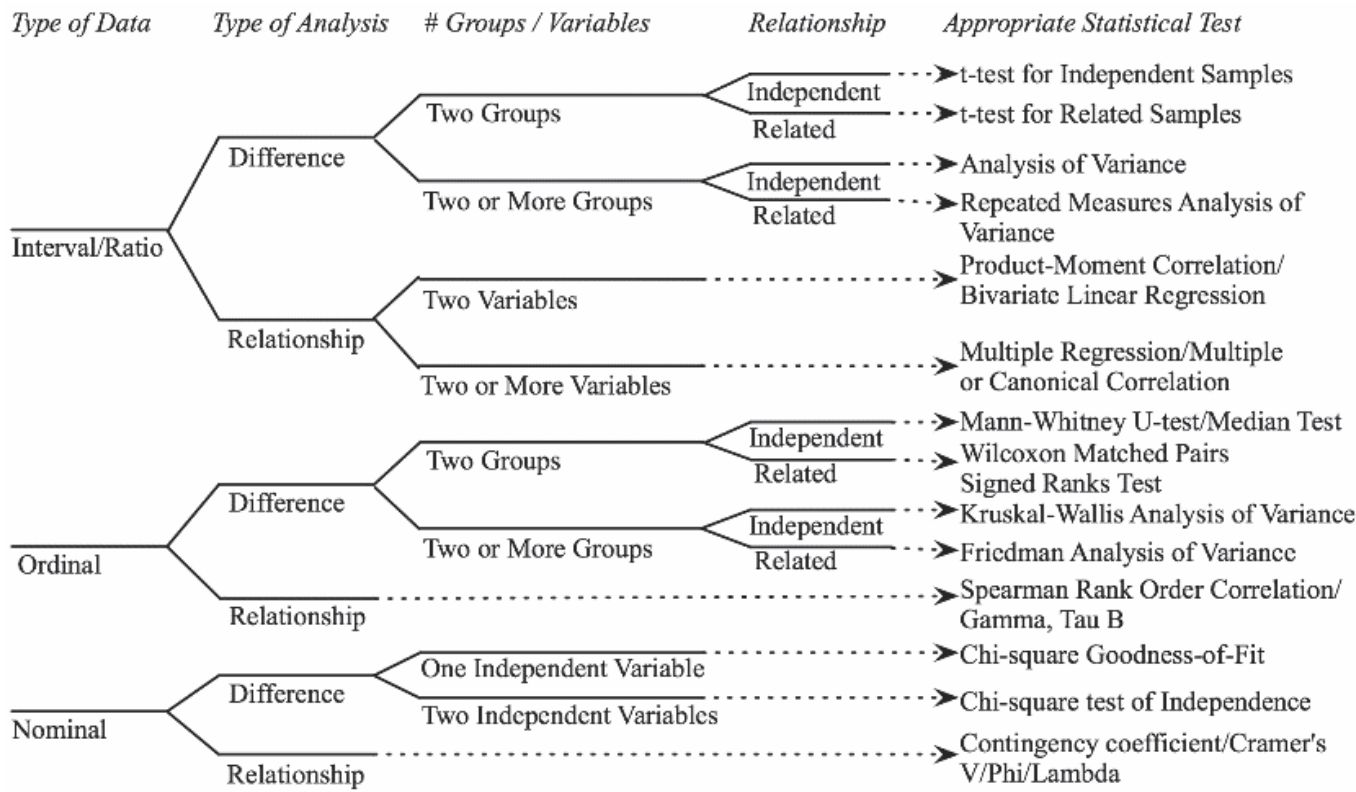 Type of Data Type of Analysis # Groups / Variables Relationship Appropriate Statistical Test
t-test for Independent Samples
Independent
Two Groups
t-test for Related Samples
Related
Difference
Analysis of Variance
Independent
Two or More Groups
Repeated Measures Analysis of
Related
Variance
Interval/Ratio
Product-Moment Correlation/
Two Variables
Bivariate Linear Regression
Relationship
Multiple Regression/Multiple
Two or More Variables
or Canonical Correlation
Mann-Whitney U-test/Median Test
Independent
Two Groups
Wilcoxon Matched Pairs
Related
Signed Ranks Test
Difference
Kruskal-Wallis Analysis of Variance
Independent
Two or More Groups
Friedman Analysis of Variance
Related
Ordinal
Spearman Rank Order Correlation/
Relationship
Gamma, Tau B
Chi-square Goodness-of-Fit
One Independent Variable
Difference
Chi-square test of Independence
Two Independent Variables
Nominal
Contingency coefficient/Cramer's
Relationship
V/Phi/Lambda